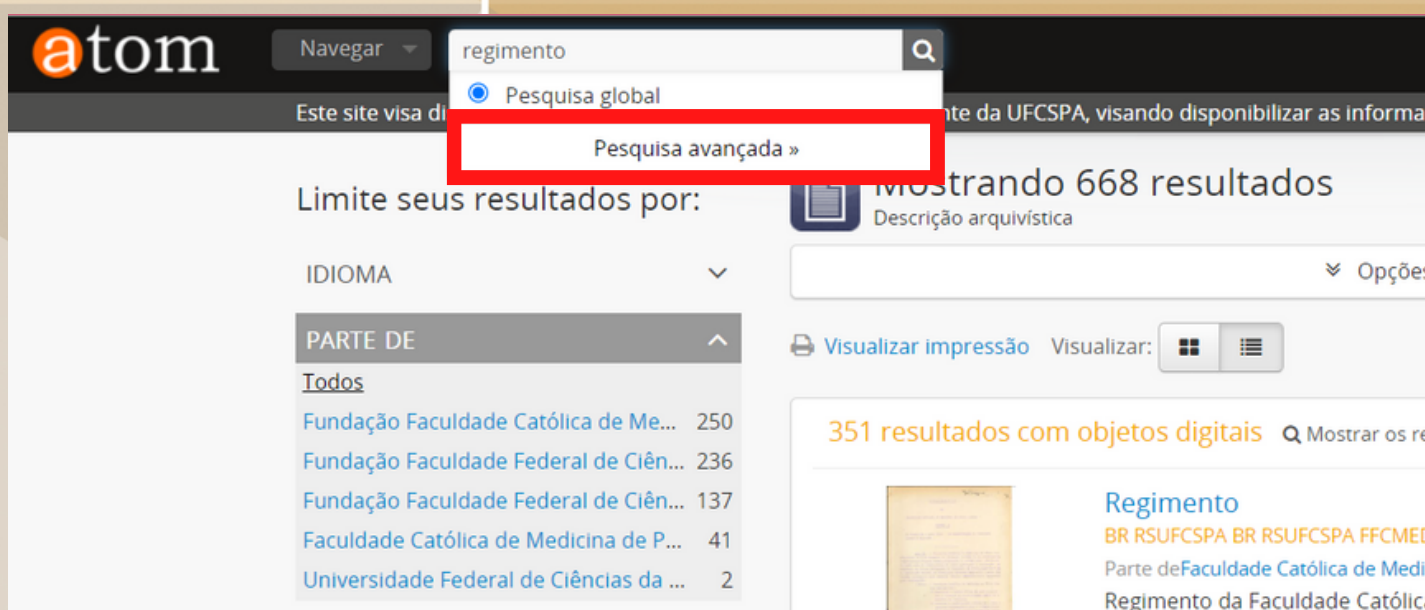 atom
Navegar
regimento
Pesquisa global
Pesquisa avançada »
Este site visa di
te da UFCSPA, visando disponibilizar as informa
Limite seus resultados por:
IDIOMA
PARTE DE
Todos
Fundação Faculdade Católica de Me... 250
Fundação Faculdade Federal de Ciên... 236
Fundação Faculdade Federal de Ciên... 137
Faculdade Católica de Medicina de P... 41
Universidade Federal de Ciências da ... 2
Mostrando 668 resultados
Descrição arquivística
Opções
Visualizar impressão Visualizar:
351 resultados com objetos digitais Mostrar os re
Regimento
BR RSUFCSPA BR RSUFCSPA FFCMED
Parte deFaculdade Católica de Medi
Regimento da Faculdade Católica